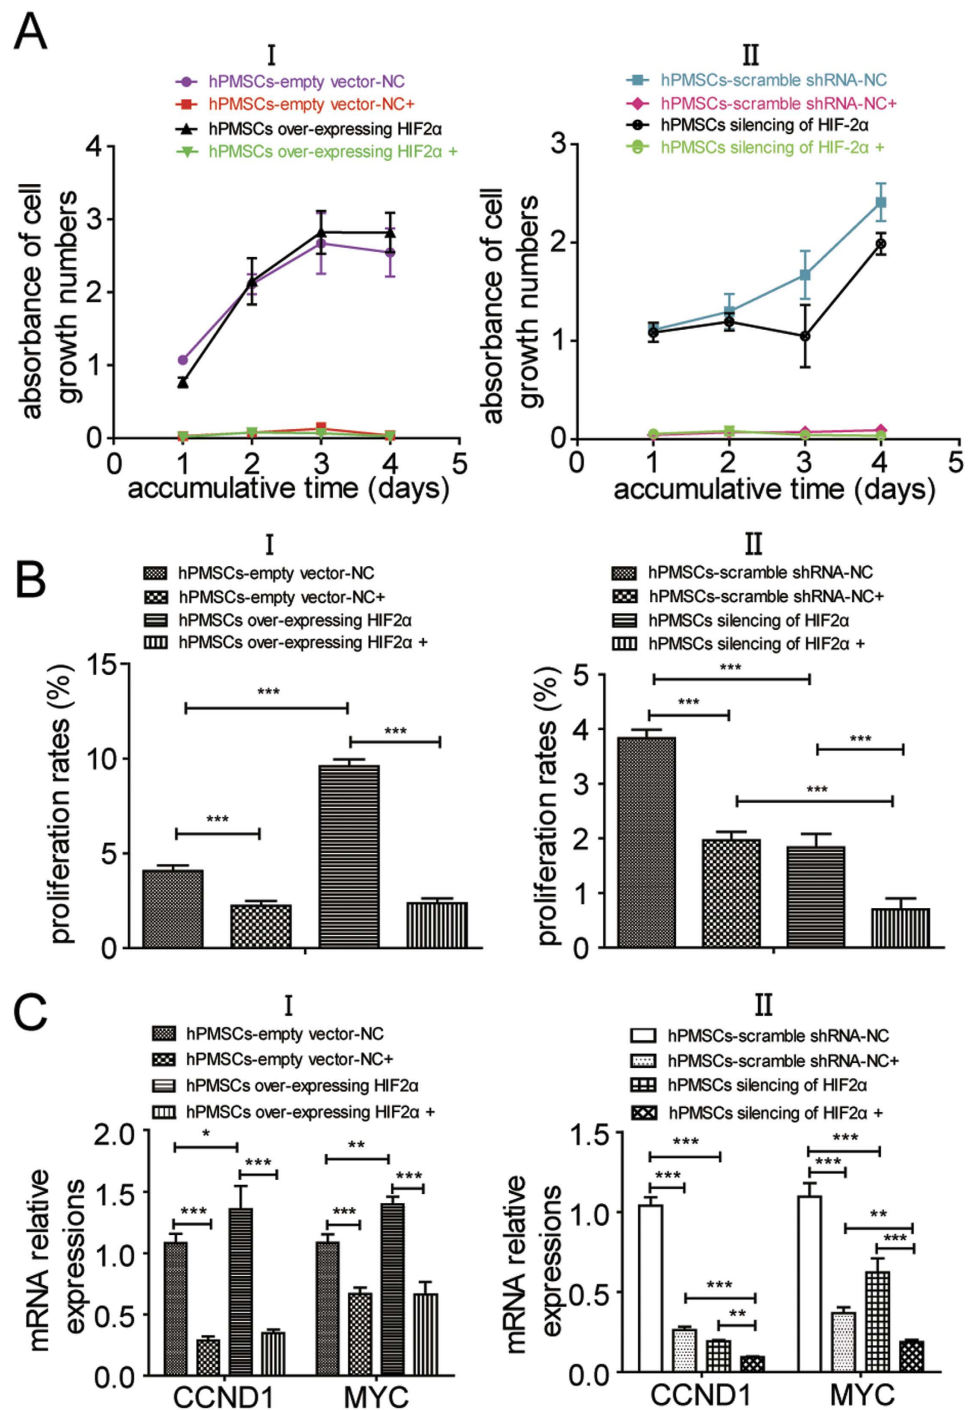 A
I
hPMSCs-empty vector-NC
hPMSCs-empty vector-NC+
hPMSCs over-expressing HIF2α
hPMSCs over-expressing HIF2α +
absorbance of cell
growth numbers
4
3
2
1
0
0 1 2 3 4 5
accumulative time (days)
II
hPMSCs-scramble shRNA-NC
hPMSCs-scramble shRNA-NC+
hPMSCs silencing of HIF-2α
hPMSCs silencing of HIF-2α +
absorbance of cell
growth numbers
3
2
1
0
0 1 2 3 4 5
accumulative time (days)
B
I
hPMSCs-empty vector-NC
hPMSCs-empty vector-NC+
hPMSCs over-expressing HIF2α
hPMSCs over-expressing HIF2α +
proliferation rates (%)
15
10
5
0
***
***
***
II
hPMSCs-scramble shRNA-NC
hPMSCs-scramble shRNA-NC+
hPMSCs silencing of HIF2α
hPMSCs silencing of HIF2α +
proliferation rates (%)
5
4
3
2
1
0
***
***
***
***
C
I
hPMSCs-empty vector-NC
hPMSCs-empty vector-NC+
hPMSCs over-expressing HIF2α
hPMSCs over-expressing HIF2α +
mRNA relative
expressions
2.0
1.5
1.0
0.5
0.0
*
***
***
**
***
***
CCND1 MYC
II
hPMSCs-scramble shRNA-NC
hPMSCs-scramble shRNA-NC+
hPMSCs silencing of HIF2α
hPMSCs silencing of HIF2α +
mRNA relative
expressions
1.5
1.0
0.5
0.0
***
***
***
**
***
***
**
***
CCND1 MYC